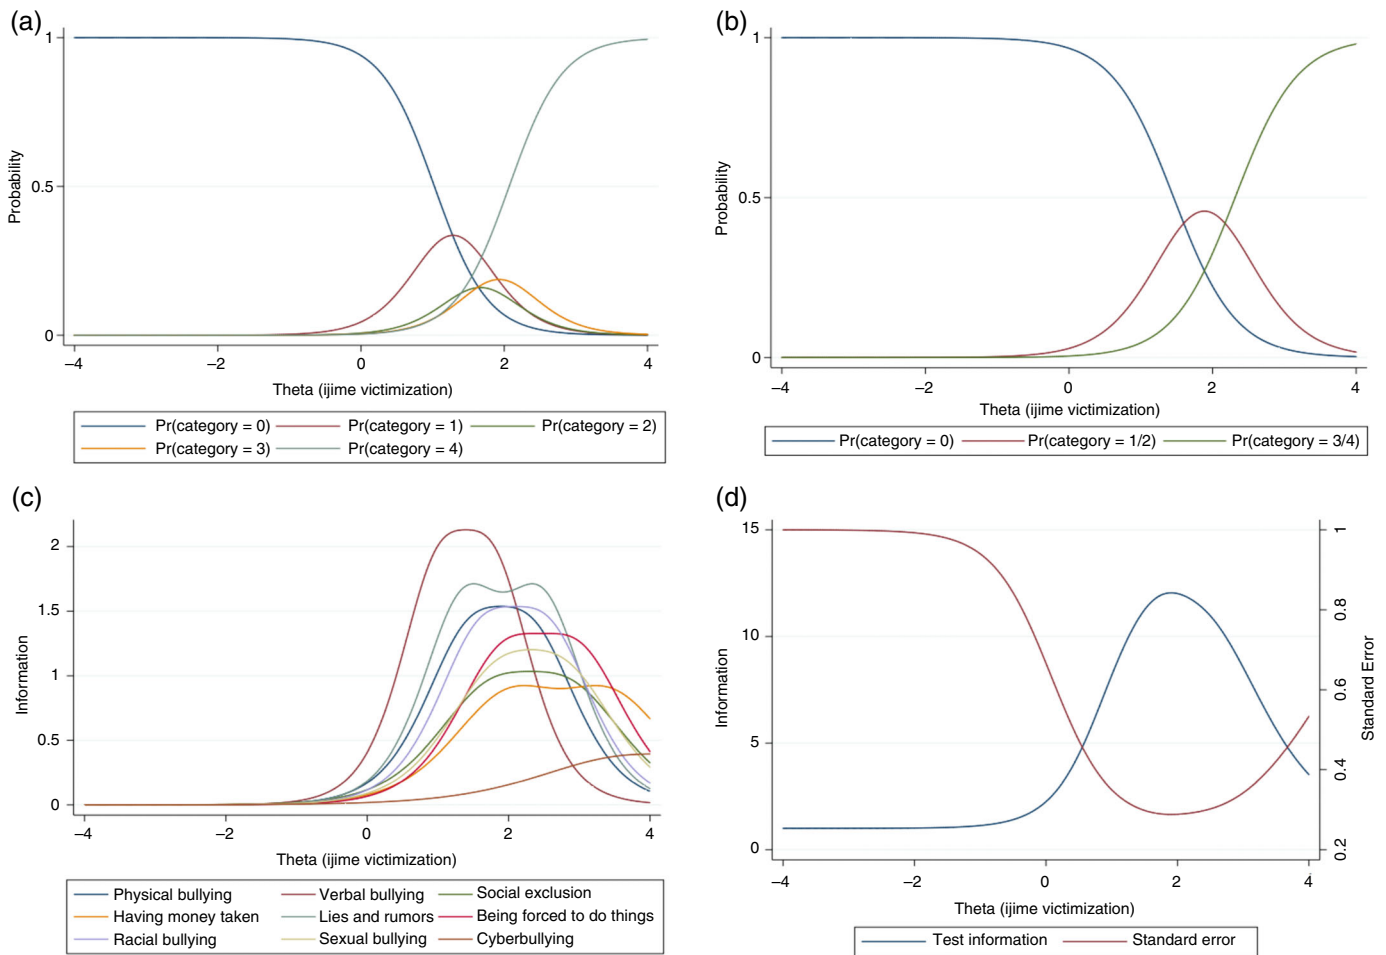 (a)
1
0.5
0
Probability
−4 −2 0 2 4
Theta (ijime victimization)
Pr(category = 0) Pr(category = 1) Pr(category = 2)
Pr(category = 3) Pr(category = 4)
(b)
1
0.5
0
Probability
−4 −2 0 2 4
Theta (ijime victimization)
Pr(category = 0) Pr(category = 1/2) Pr(category = 3/4)
(c)
2
1.5
1
0.5
0
Information
−4 −2 0 2 4
Theta (ijime victimization)
Physical bullying Verbal bullying Social exclusion
Having money taken Lies and rumors Being forced to do things
Racial bullying Sexual bullying Cyberbullying
(d)
15
10
5
0
Information
1
0.8
0.6
0.4
0.2
Standard Error
−4 −2 0 2 4
Theta (ijime victimization)
Test information Standard error